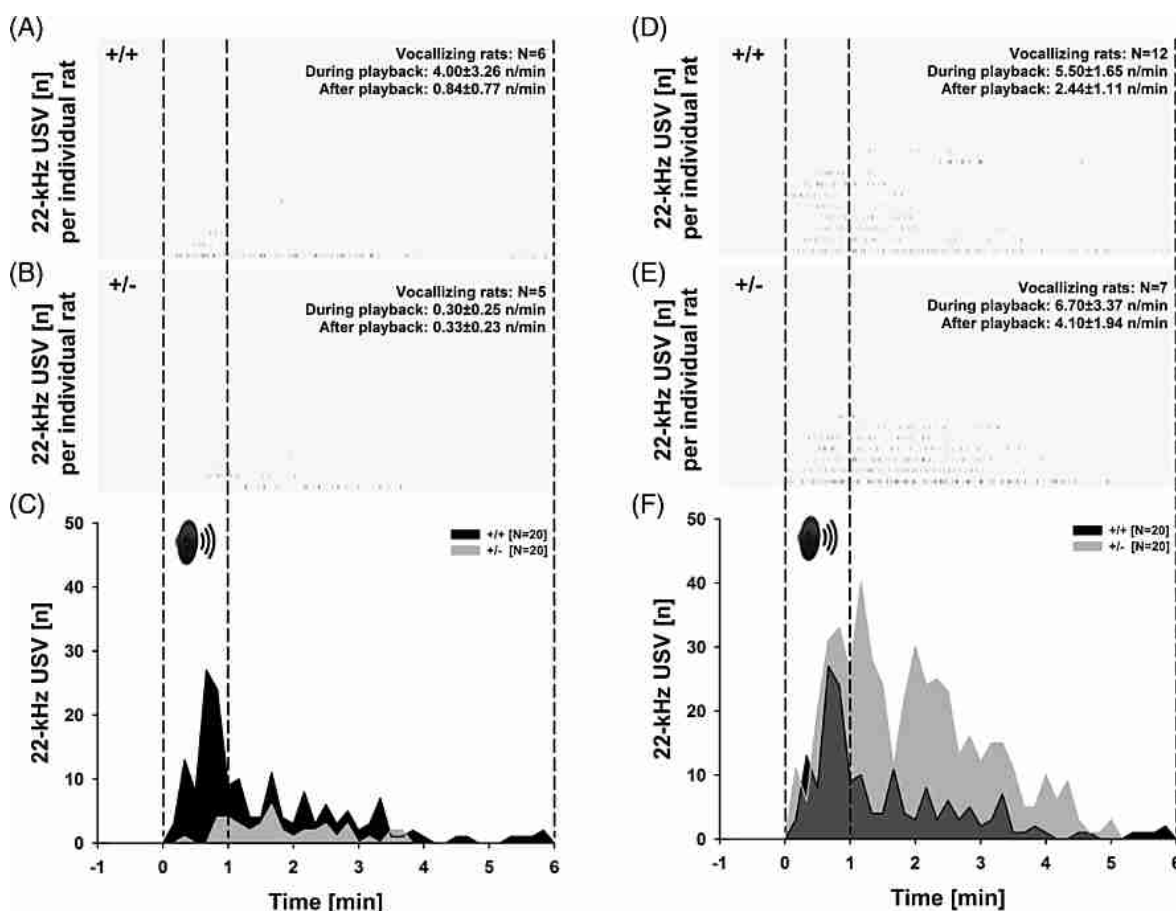 (A)
+/+
Vocallizing rats: N=6
During playback: 4.00±3.26 n/min
After playback: 0.84±0.77 n/min
22-kHz USV [n]
per individual rat
(B)
+/-
Vocallizing rats: N=5
During playback: 0.30±0.25 n/min
After playback: 0.33±0.23 n/min
22-kHz USV [n]
per individual rat
(C)
+/+ [N=20]
+/- [N=20]
22-kHz USV [n]
50
40
30
20
10
0
-1 0 1 2 3 4 5 6
Time [min]
(D)
+/+
Vocallizing rats: N=12
During playback: 5.50±1.65 n/min
After playback: 2.44±1.11 n/min
22-kHz USV [n]
per individual rat
(E)
+/-
Vocallizing rats: N=7
During playback: 6.70±3.37 n/min
After playback: 4.10±1.94 n/min
22-kHz USV [n]
per individual rat
(F)
+/+ [N=20]
+/- [N=20]
22-kHz USV [n]
50
40
30
20
10
0
-1 0 1 2 3 4 5 6
Time [min]